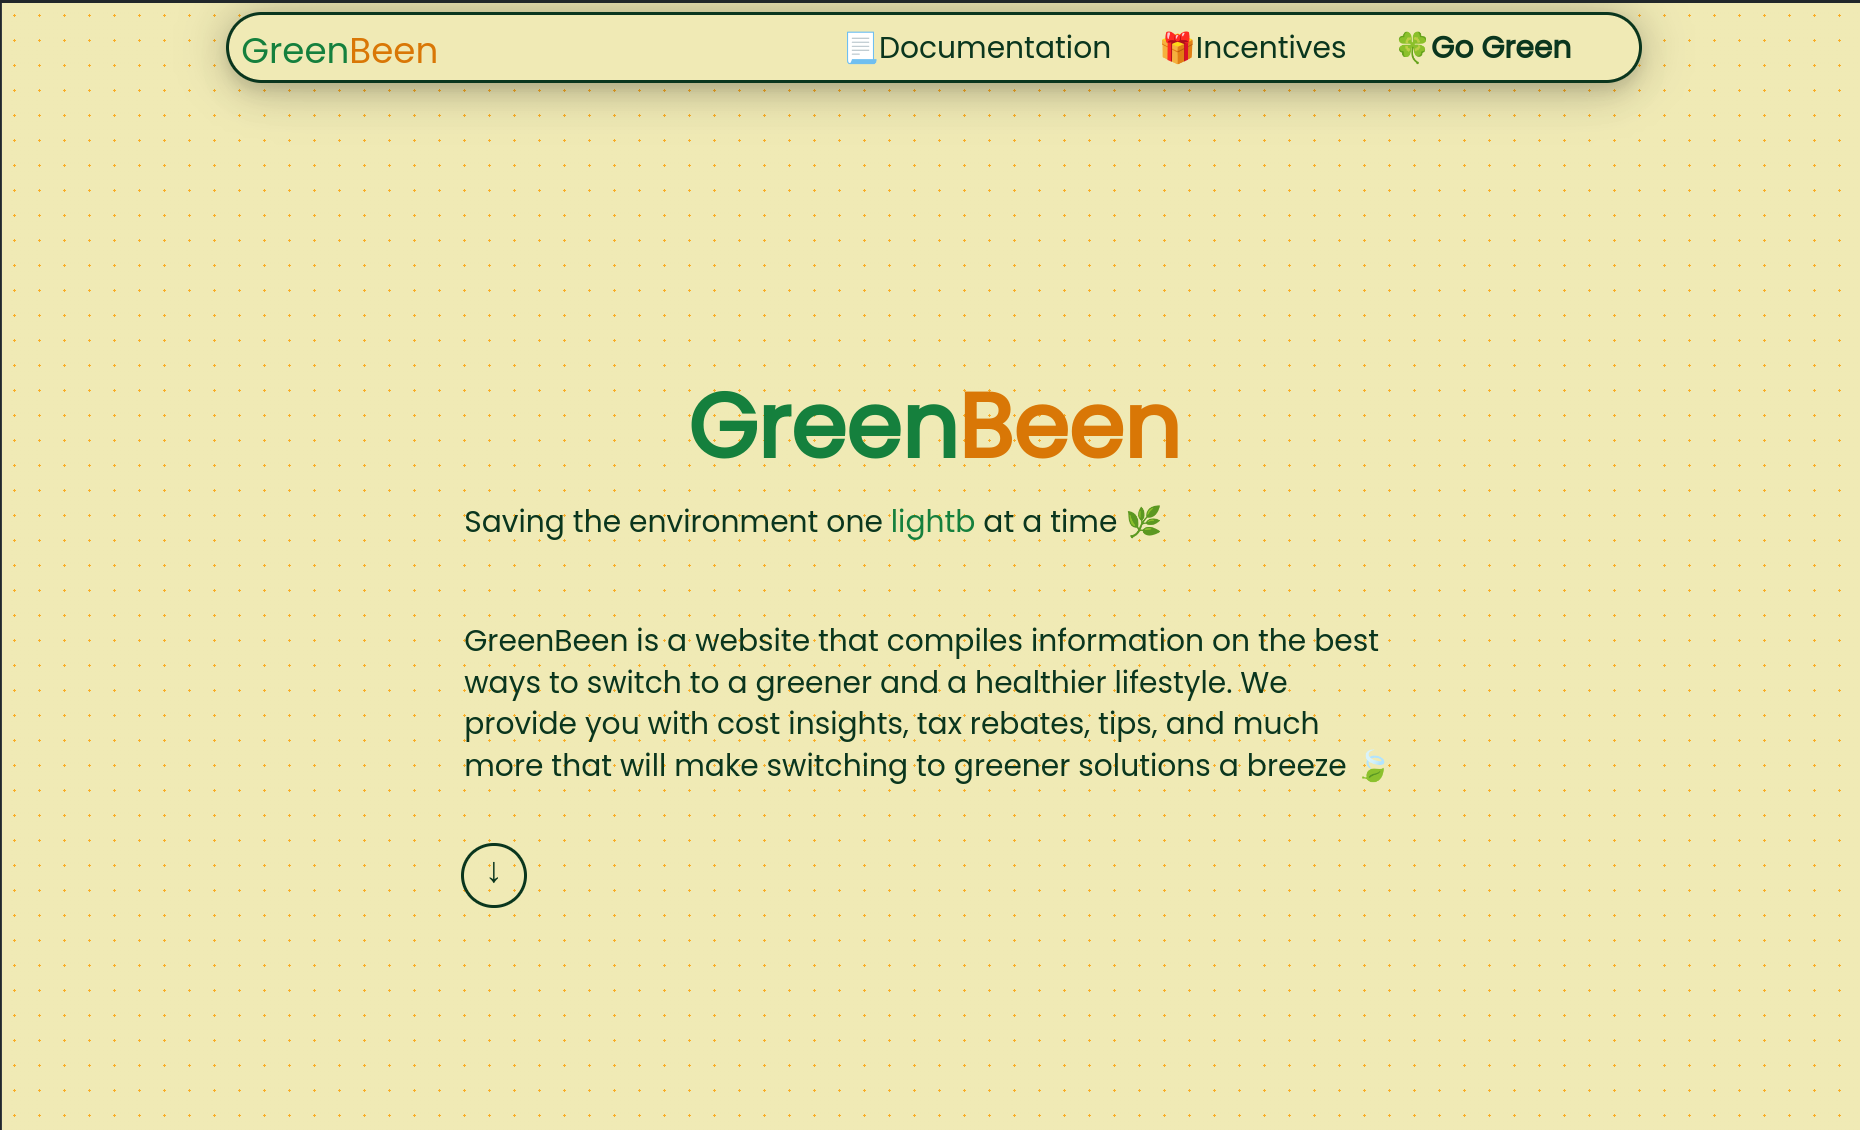 GreenBeen
📃Documentation
🎁Incentives
🍀Go Green
GreenBeen
Saving the environment one lightb at a time 🌿
GreenBeen is a website that compiles information on the best
ways to switch to a greener and a healthier lifestyle. We
provide you with cost insights, tax rebates, tips, and much
more that will make switching to greener solutions a breeze 🍃
↓